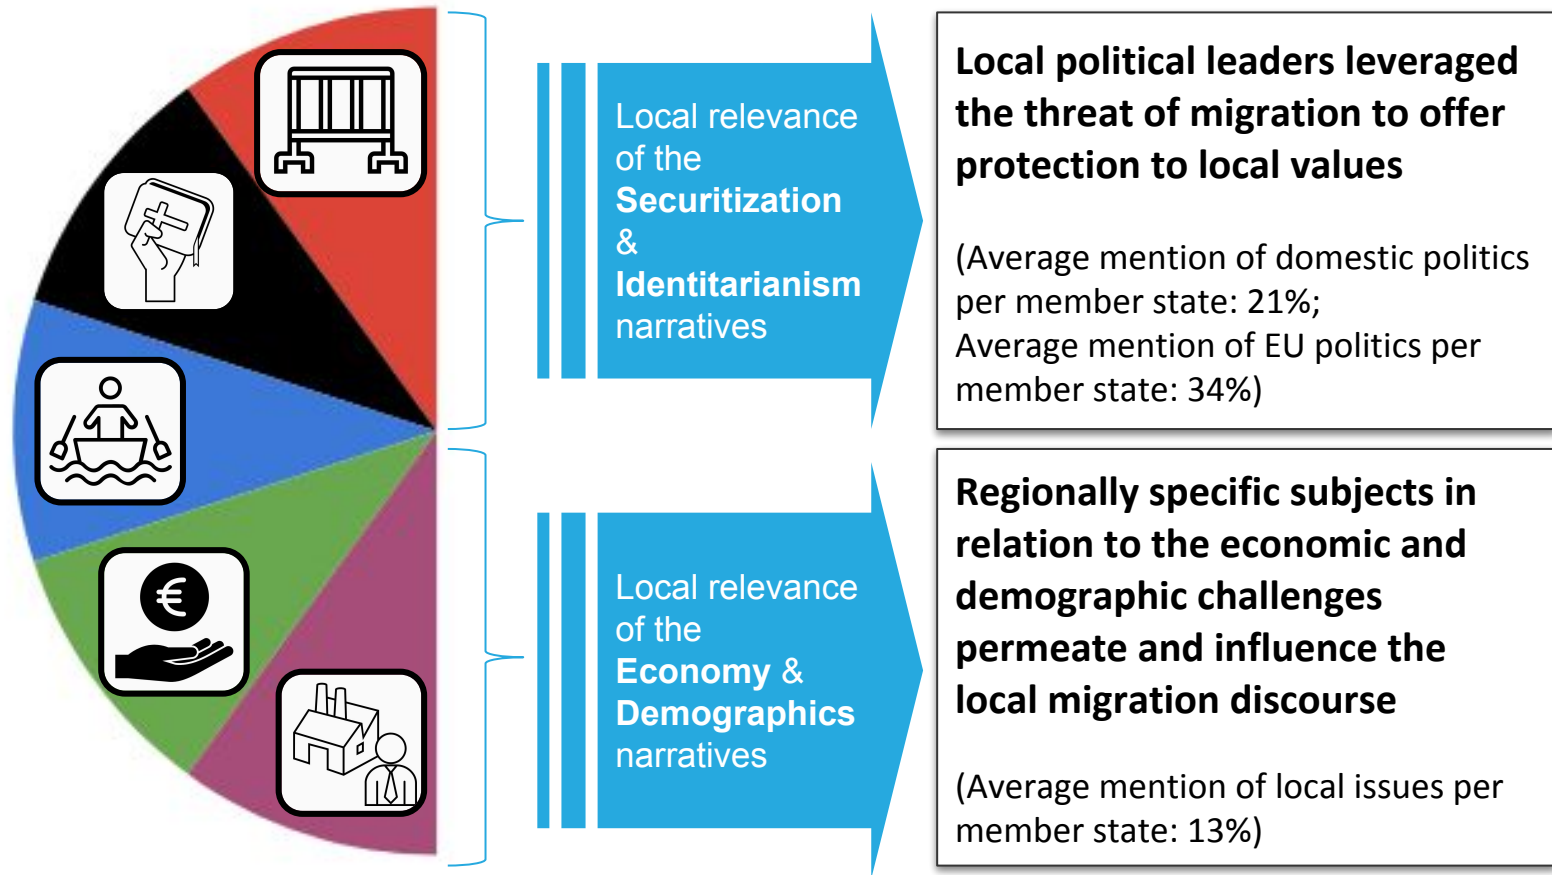 Local relevance
of the
Securitization
&
Identitarianism
narratives
Local political leaders leveraged
the threat of migration to offer
protection to local values
(Average mention of domestic politics
per member state: 21%;
Average mention of EU politics per
member state: 34%)
€
Local relevance
of the
Economy &
Demographics
narratives
Regionally specific subjects in
relation to the economic and
demographic challenges
permeate and influence the
local migration discourse
(Average mention of local issues per
member state: 13%)